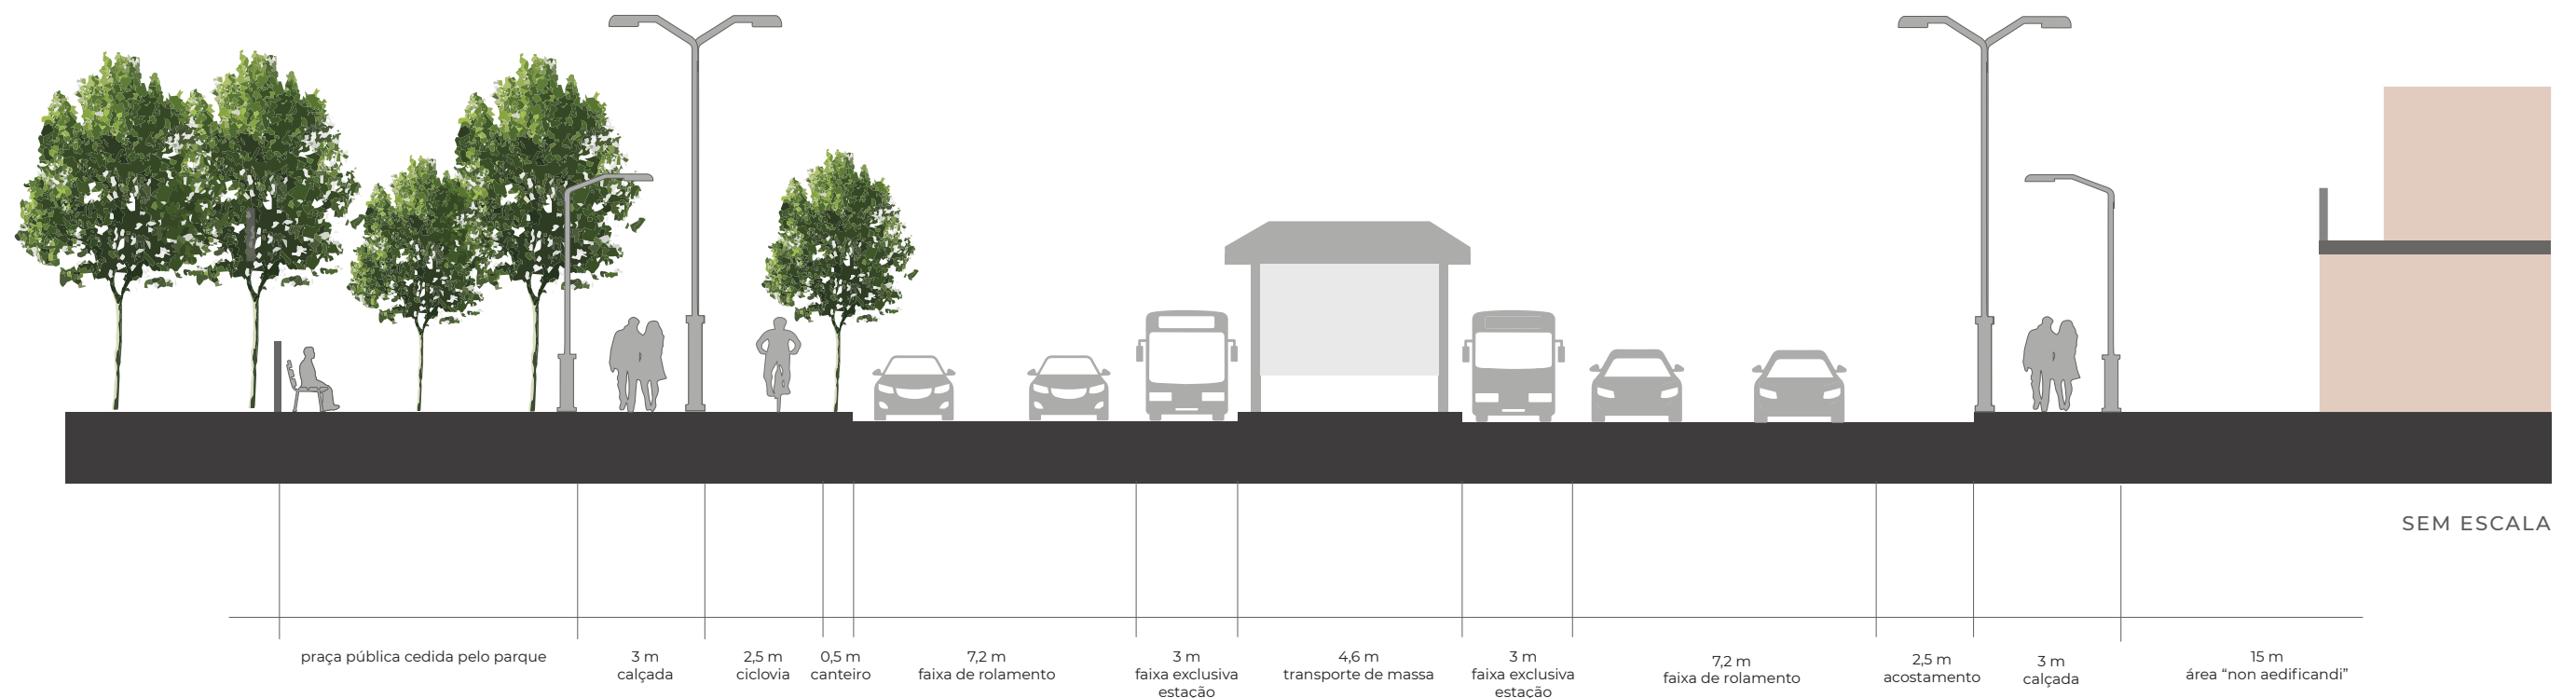 SEM ESCALA
praça pública cedida pelo parque
3 m
calçada
2,5 m
ciclovia
0,5 m
canteiro
7,2 m
faixa de rolamento
3 m
faixa exclusiva
estação
4,6 m
transporte de massa
3 m
faixa exclusiva
estação
7,2 m
faixa de rolamento
2,5 m
acostamento
3 m
calçada
15 m
área “non aedificandi”